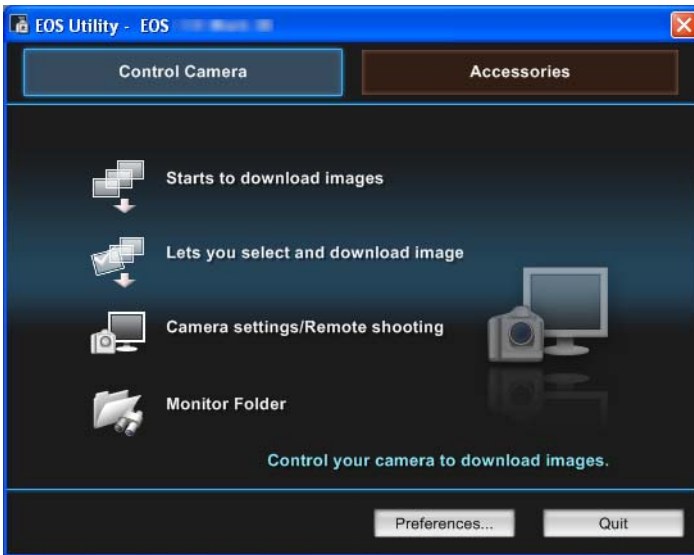 EOS Utility - EOS
Control Camera
Accessories
Starts to download images
Lets you select and download image
Camera settings/Remote shooting
Monitor Folder
Control your camera to download images.
Preferences...
Quit